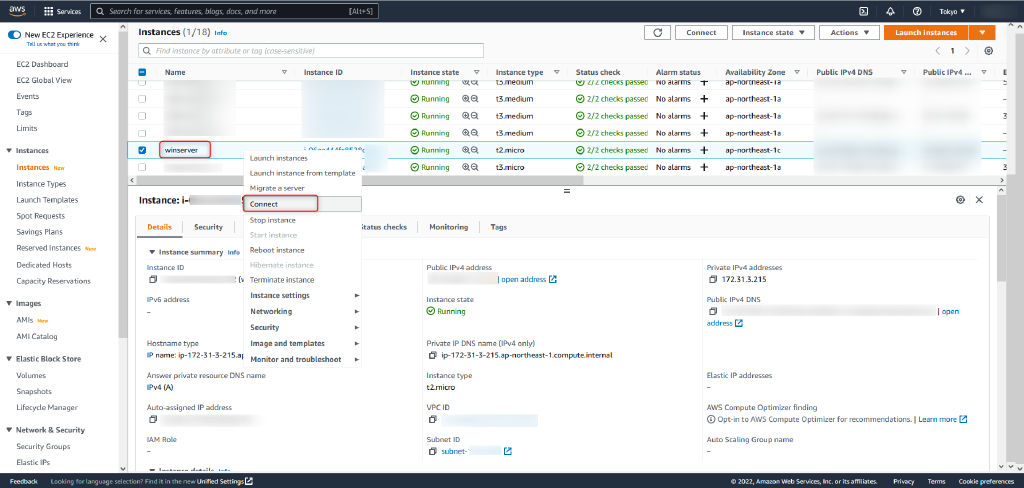 aws
Services
Search for services, features, blogs, docs, and more
[Alt+S]
Tokyo
New EC2 Experience
Tell us what you think
EC2 Dashboard
EC2 Global View
Events
Tags
Limits
Instances
Instances New
Instance Types
Launch Templates
Spot Requests
Savings Plans
Reserved Instances New
Dedicated Hosts
Capacity Reservations
Images
AMIs New
AMI Catalog
Elastic Block Store
Volumes
Snapshots
Lifecycle Manager
Network & Security
Security Groups
Elastic IPs
Instances (1/18) Info
Connect
Instance state
Actions
Launch instances
Find instance by attribute or tag (case-sensitive)
1
Name Instance ID Instance state Instance type Status check Alarm status Availability Zone Public IPv4 DNS Public IPv4 ...
Running t3.medium 2/2 checks passed No alarms + ap-northeast-1a
Running t3.medium 2/2 checks passed No alarms + ap-northeast-1a
Running t3.medium 2/2 checks passed No alarms + ap-northeast-1a
Running t3.medium 2/2 checks passed No alarms + ap-northeast-1a
winserver Running t2.micro 2/2 checks passed No alarms + ap-northeast-1c
Running t3.micro 2/2 checks passed No alarms + ap-northeast-1a
Launch instances
Launch instance from template
Migrate a server
Connect
Stop instance
Start instance
Reboot instance
Hibernate instance
Terminate instance
Instance settings
Networking
Security
Image and templates
Monitor and troubleshoot
Instance: i-
Details
Security
Status checks
Monitoring
Tags
Instance summary Info
Instance ID
Public IPv4 address
open address
Private IPv4 addresses
172.31.3.215
IPv6 address
–
Instance state
Running
Public IPv4 DNS
open address
Hostname type
IP name: ip-172-31-3-215.ap
Private IP DNS name (IPv4 only)
ip-172-31-3-215.ap-northeast-1.compute.internal
Answer private resource DNS name
IPv4 (A)
Instance type
t2.micro
Elastic IP addresses
–
Auto-assigned IP address
VPC ID
AWS Compute Optimizer finding
Opt-in to AWS Compute Optimizer for recommendations. | Learn more
IAM Role
–
Subnet ID
subnet-
Auto Scaling Group name
–
Instance details Info
Feedback
Looking for language selection? Find it in the new Unified Settings
© 2022, Amazon Web Services, Inc. or its affiliates.
Privacy
Terms
Cookie preferences